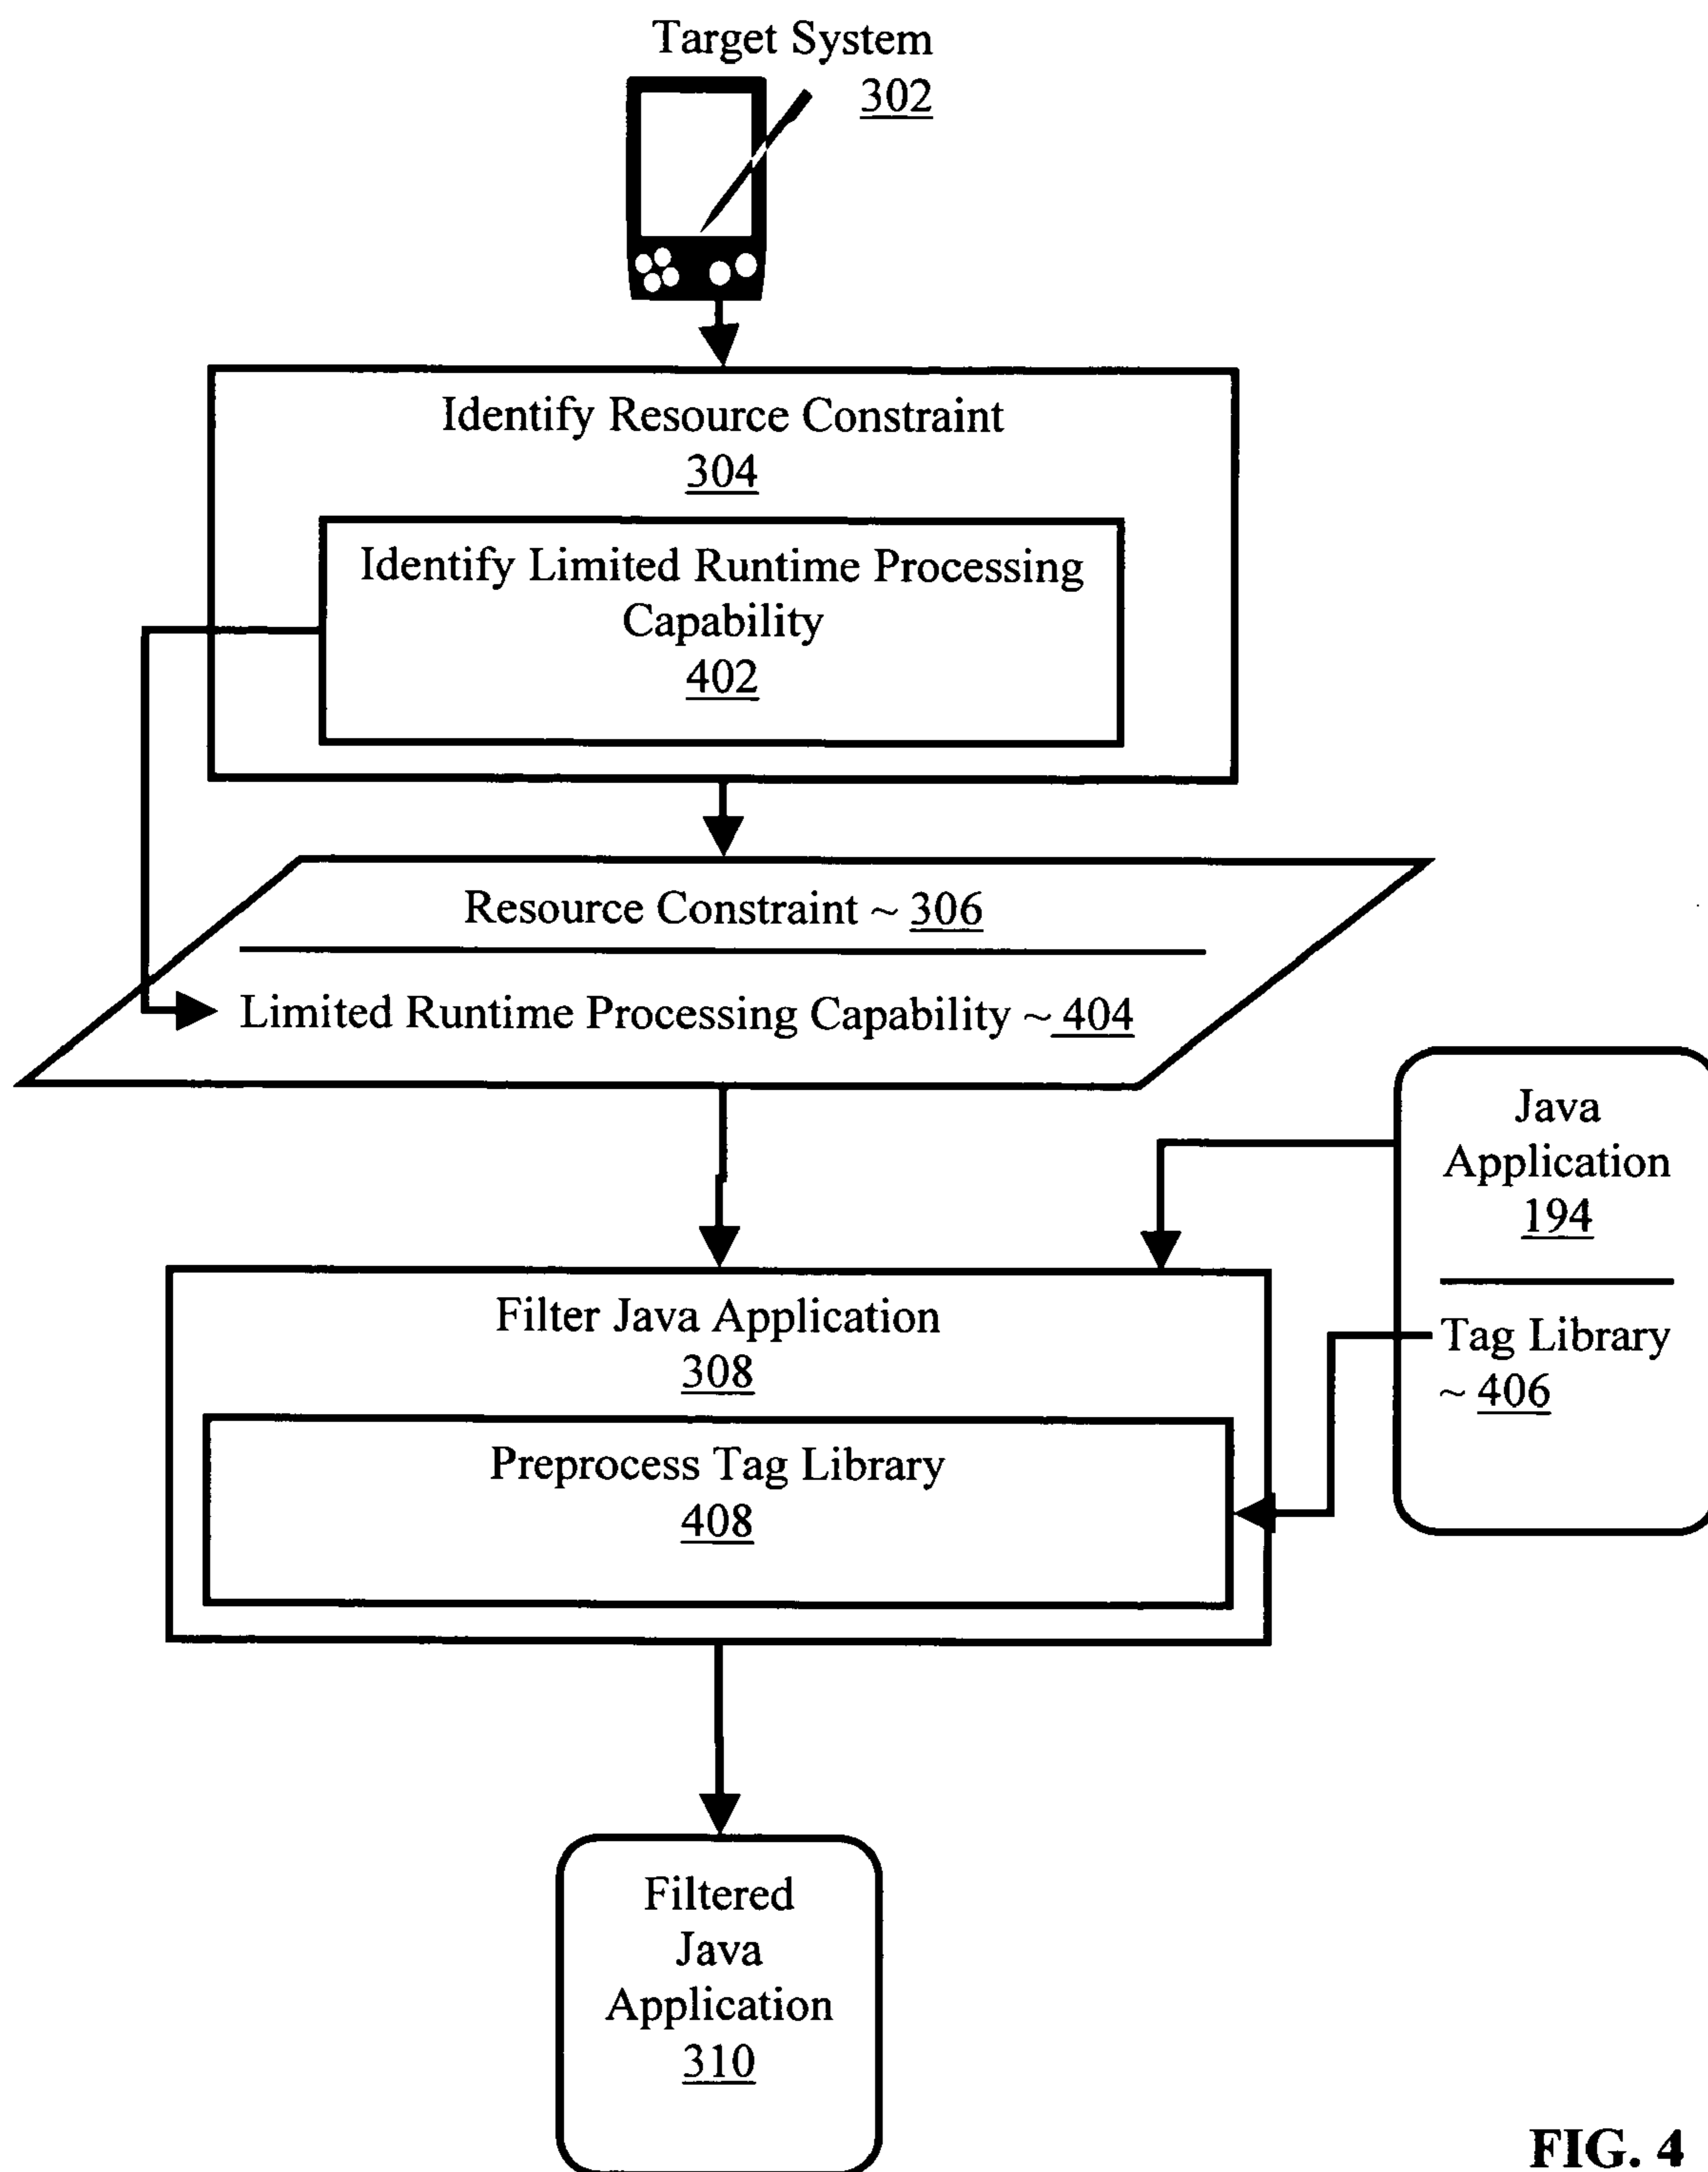 Target System
302
Identify Resource Constraint
304
Identify Limited Runtime Processing
Capability
402
Resource Constraint ~ 306
Limited Runtime Processing Capability ~ 404
Java
Application
194
Tag Library
~ 406
Filter Java Application
308
Preprocess Tag Library
408
Filtered
Java
Application
310
FIG. 4